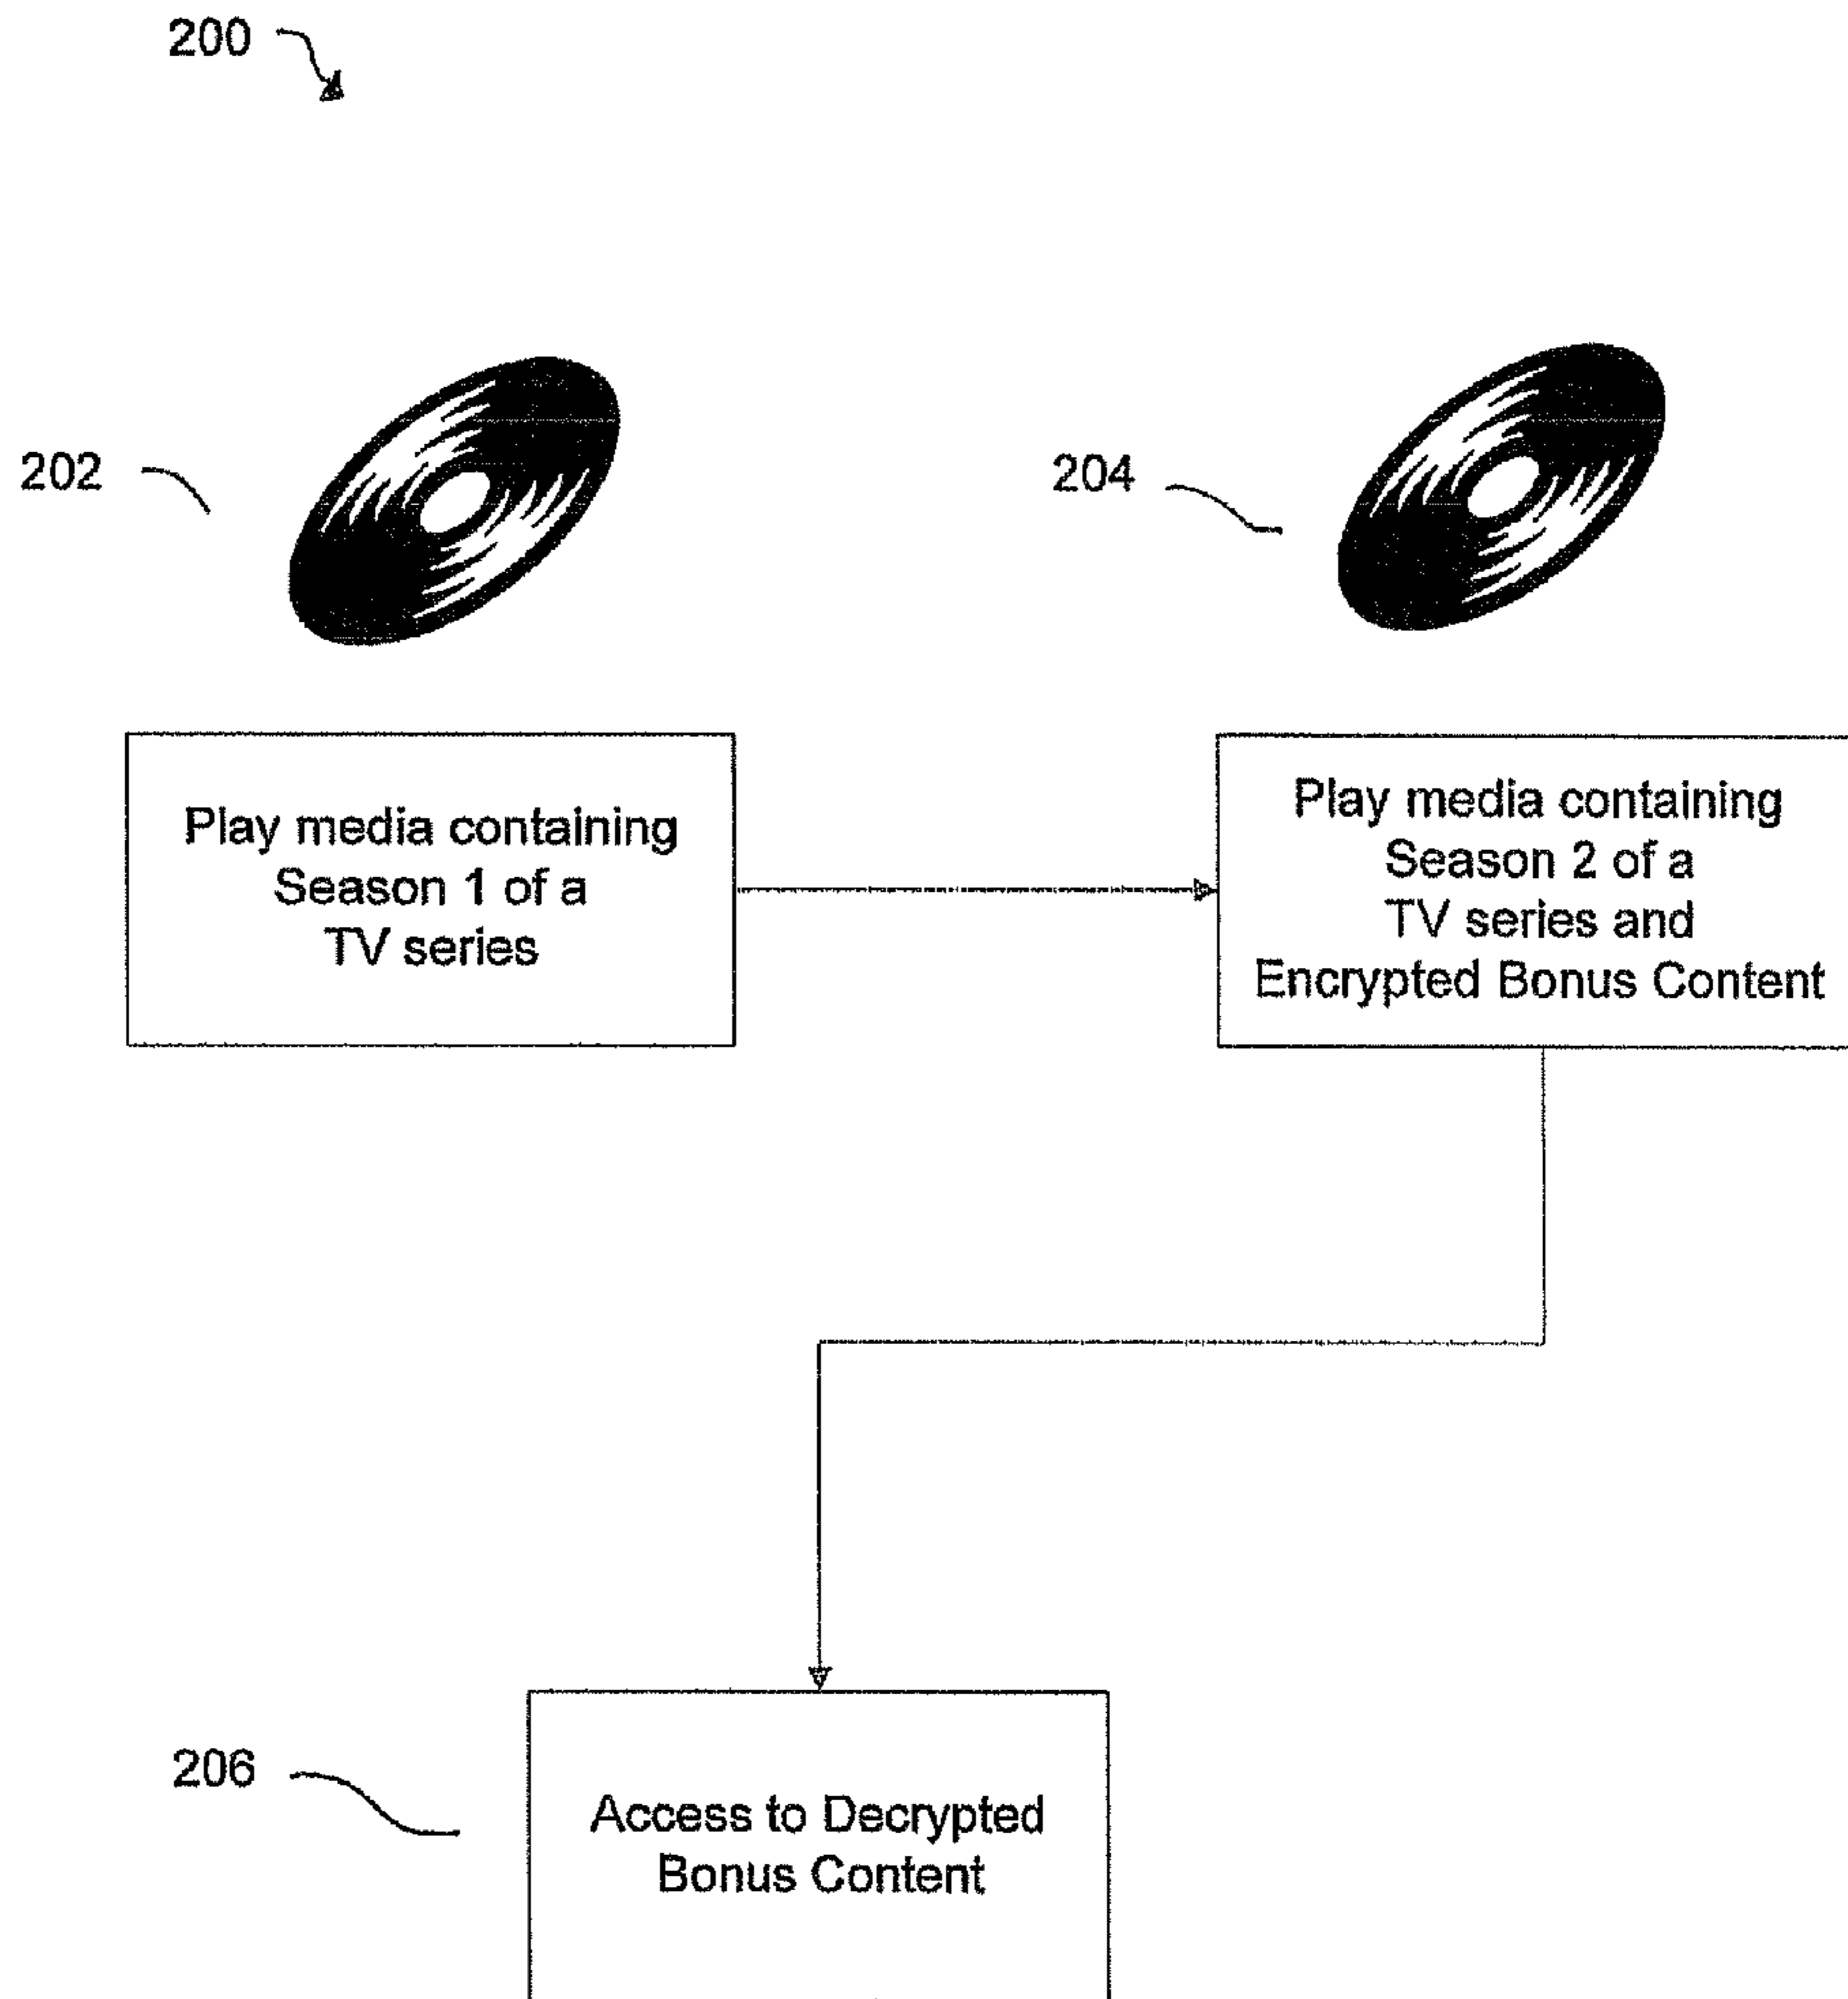 200
202
204
Play media containing
Season 1 of a
TV series
Play media containing
Season 2 of a
TV series and
Encrypted Bonus Content
206
Access to Decrypted
Bonus Content